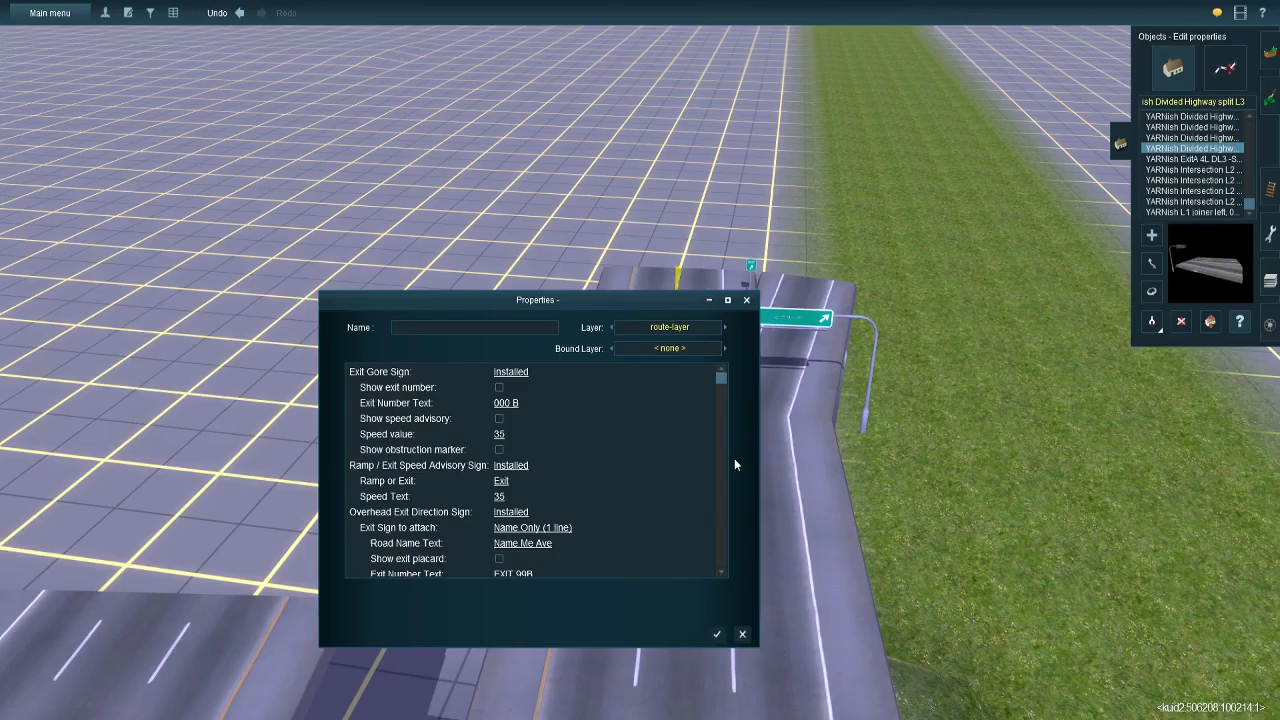 Main menu
Undo
Redo
Objects - Edit properties
ish Divided Highway split L3
YARNish Divided Highw...
YARNish Divided Highw...
YARNish Divided Highw...
YARNish Divided Highw...
YARNish ExitA 4L DL3 -S...
YARNish Intersection L2 ...
YARNish Intersection L2 ...
YARNish Intersection L2 ...
YARNish Intersection L2 ...
YARNish L1 joiner left, 0...
Properties -
Name :
Layer: route-layer
Bound Layer: < none >
Exit Gore Sign: Installed
Show exit number:
Exit Number Text: 000 B
Show speed advisory:
Speed value: 35
Show obstruction marker:
Ramp / Exit Speed Advisory Sign: Installed
Ramp or Exit: Exit
Speed Text: 35
Overhead Exit Direction Sign: Installed
Exit Sign to attach: Name Only (1 line)
Road Name Text: Name Me Ave
Show exit placard:
Exit Number Text: EXIT 99B
<kuid2:506208:100214:1>